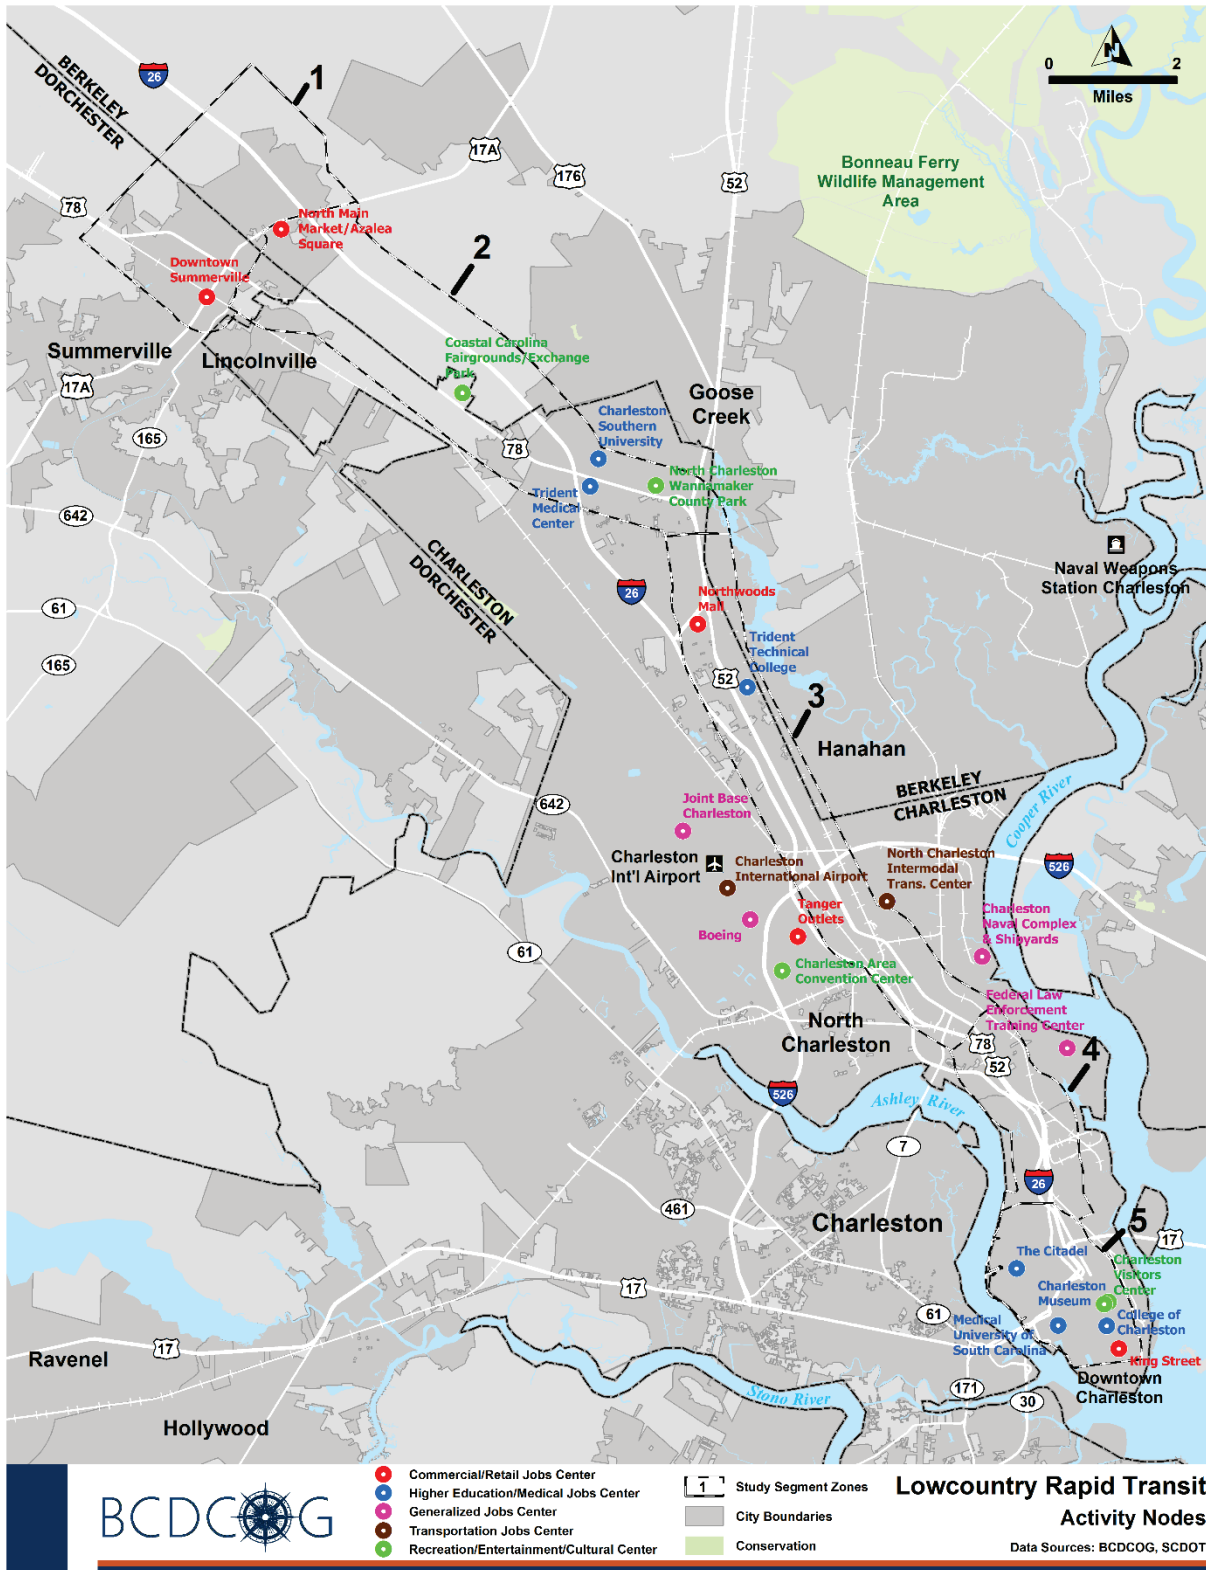 N
0 2
Miles
1
26
BERKELEY
DORCHESTER
17A
176
52
Bonneau Ferry
Wildlife Management
Area
78
North Main
Market/Azalea
Square
2
Downtown
Summerville
Summerville
Lincolnville
17A
165
Coastal Carolina
Fairgrounds/Exchange
Park
Goose
Creek
Charleston
Southern
University
78
North Charleston
Wannamaker
County Park
Trident
Medical
Center
642
CHARLESTON
DORCHESTER
Naval Weapons
Station Charleston
61
26
Northwoods
Mall
165
Trident
Technical
College
52
3
Hanahan
BERKELEY
CHARLESTON
Cooper River
642
Joint Base
Charleston
Charleston
Int'l Airport
Charleston
International Airport
North Charleston
Intermodal
Trans. Center
526
Tanger
Outlets
Boeing
Charleston
Naval Complex
& Shipyards
61
Charleston Area
Convention Center
Federal Law
Enforcement
Training Center
North
Charleston
78
52
4
526
Ashley River
7
26
461
Charleston
5
17
The Citadel
Charleston
Visitors
Center
Charleston
Museum
17
61
Medical
University of
South Carolina
College of
Charleston
King Street
Downtown
Charleston
17
Ravenel
171
30
Stono River
Hollywood
BCDCOG
Commercial/Retail Jobs Center
Higher Education/Medical Jobs Center
Generalized Jobs Center
Transportation Jobs Center
Recreation/Entertainment/Cultural Center
1 Study Segment Zones
City Boundaries
Conservation
Lowcountry Rapid Transit
Activity Nodes
Data Sources: BCDCOG, SCDOT